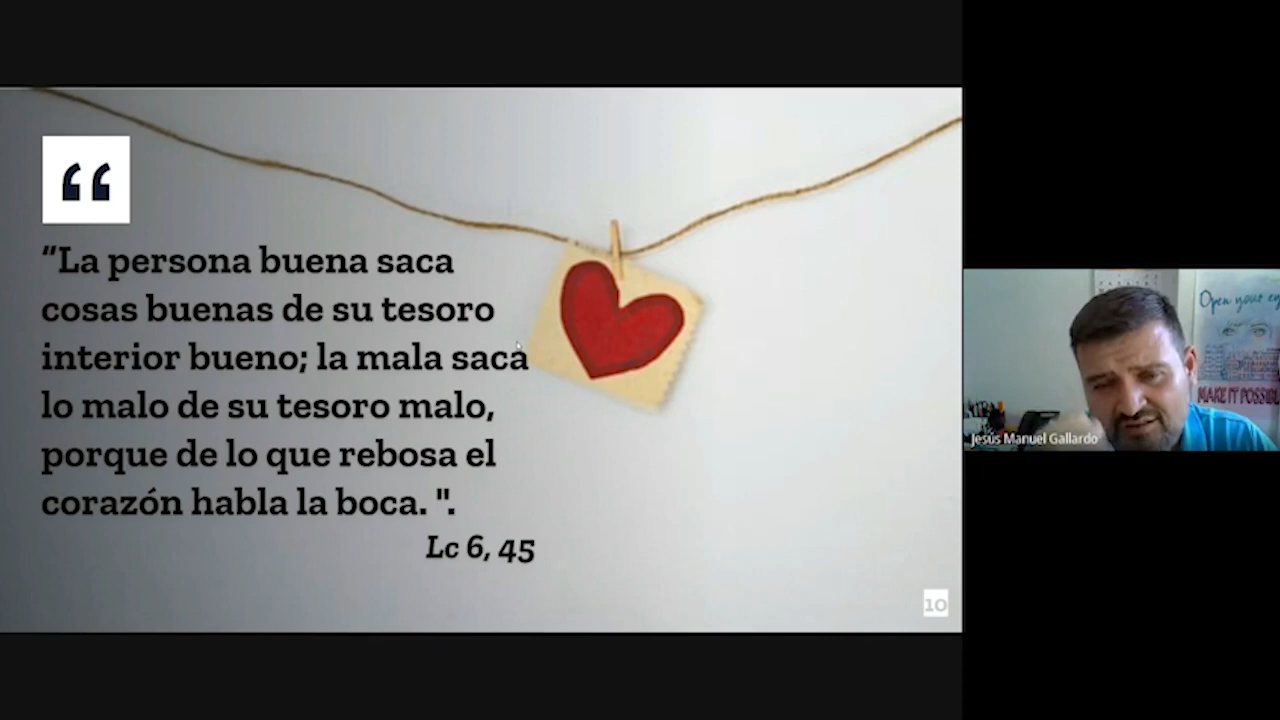 “
“La persona buena saca
cosas buenas de su tesoro
interior bueno; la mala saca
lo malo de su tesoro malo,
porque de lo que rebosa el
corazón habla la boca. ".
Lc 6, 45
10
Open your
MAKE IT
Jesús Manuel Gallardo